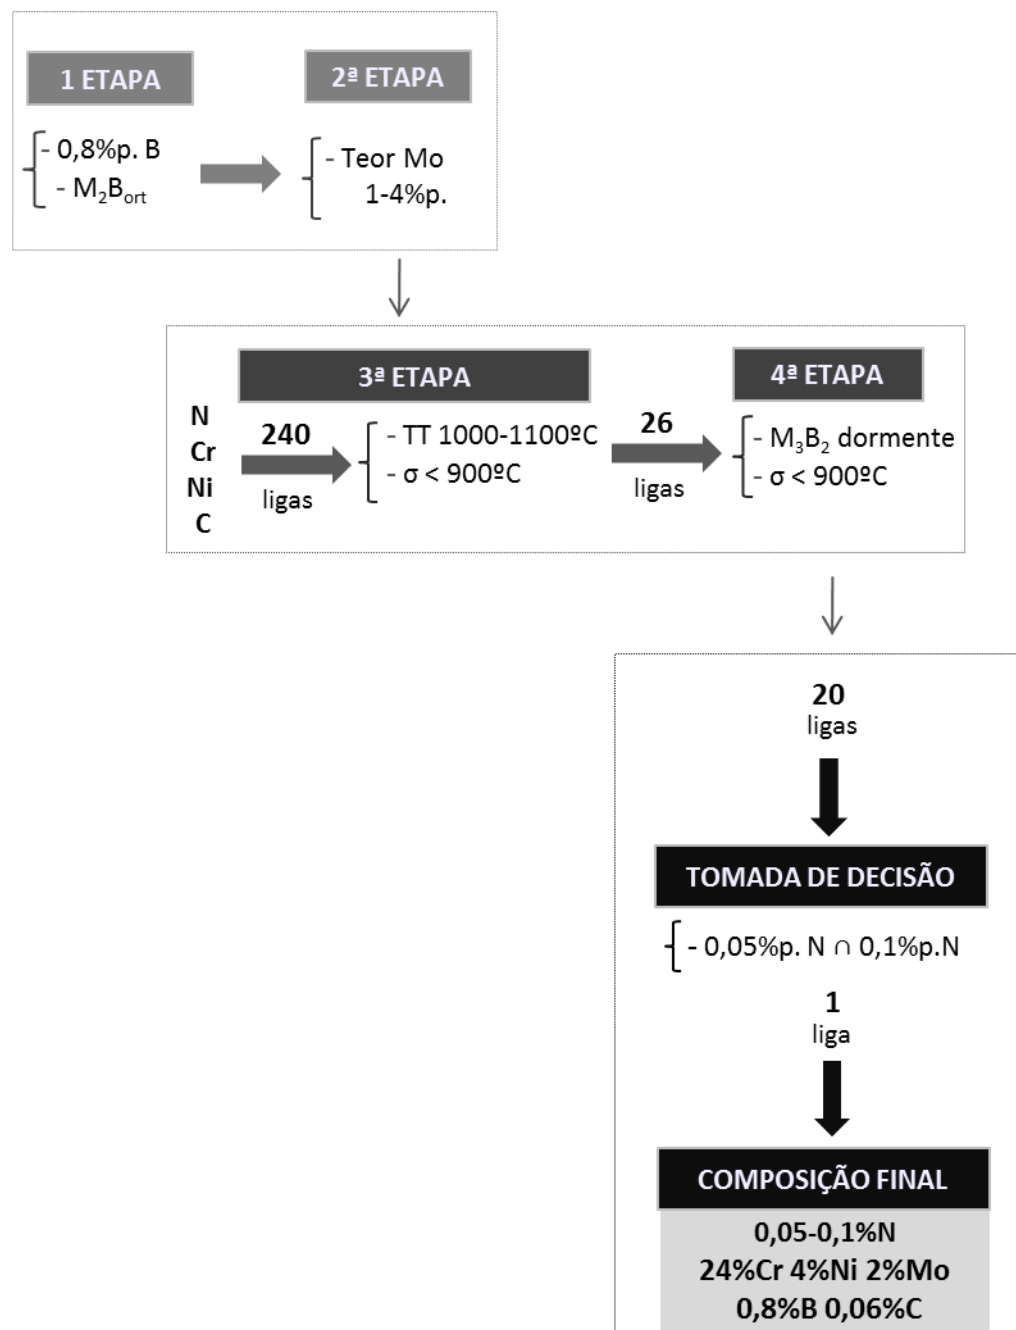 1 ETAPA
- 0,8%p. B
- M₂Bort
2ª ETAPA
- Teor Mo
1-4%p.
N
Cr
Ni
C
240
ligas
3ª ETAPA
- TT 1000-1100ºC
- σ < 900ºC
26
ligas
4ª ETAPA
- M₃B₂ dormente
- σ < 900ºC
20
ligas
TOMADA DE DECISÃO
- 0,05%p. N ∩ 0,1%p.N
1
liga
COMPOSIÇÃO FINAL
0,05-0,1%N
24%Cr 4%Ni 2%Mo
0,8%B 0,06%C